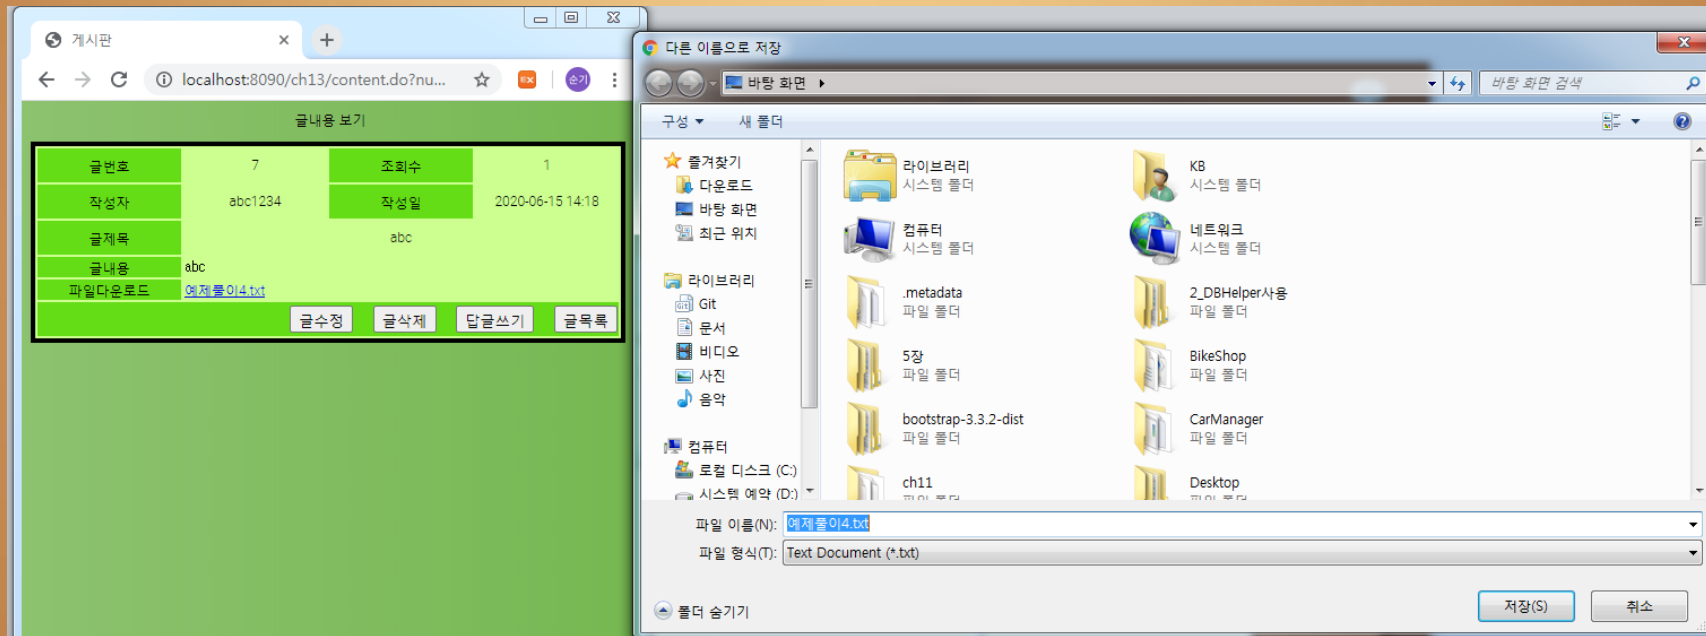 게시판
localhost:8090/ch13/content.do?nu...
순기
글내용 보기
글번호 7 조회수 1
작성자 abc1234 작성일 2020-06-15 14:18
글제목 abc
글내용 abc
파일다운로드 예제풀이4.txt
글수정 글삭제 답글쓰기 글목록
다른 이름으로 저장
바탕 화면
바탕 화면 검색
구성 새 폴더
즐겨찾기
다운로드
바탕 화면
최근 위치
라이브러리
Git
문서
비디오
사진
음악
컴퓨터
로컬 디스크 (C:)
시스템 예약 (D:)
라이브러리
시스템 폴더
KB
시스템 폴더
컴퓨터
시스템 폴더
네트워크
시스템 폴더
.metadata
파일 폴더
2_DBHelper사용
파일 폴더
5장
파일 폴더
BikeShop
파일 폴더
bootstrap-3.3.2-dist
파일 폴더
CarManager
파일 폴더
ch11
파일 폴더
Desktop
파일 폴더
파일 이름(N): 예제풀이4.txt
파일 형식(T): Text Document (*.txt)
폴더 숨기기
저장(S) 취소